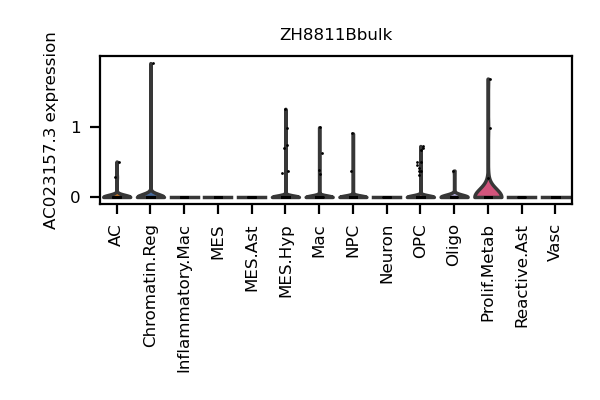 ZH8811Bbulk
AC023157.3 expression
1
0
AC
Chromatin.Reg
Inflammatory.Mac
MES
MES.Ast
MES.Hyp
Mac
NPC
Neuron
OPC
Oligo
Prolif.Metab
Reactive.Ast
Vasc